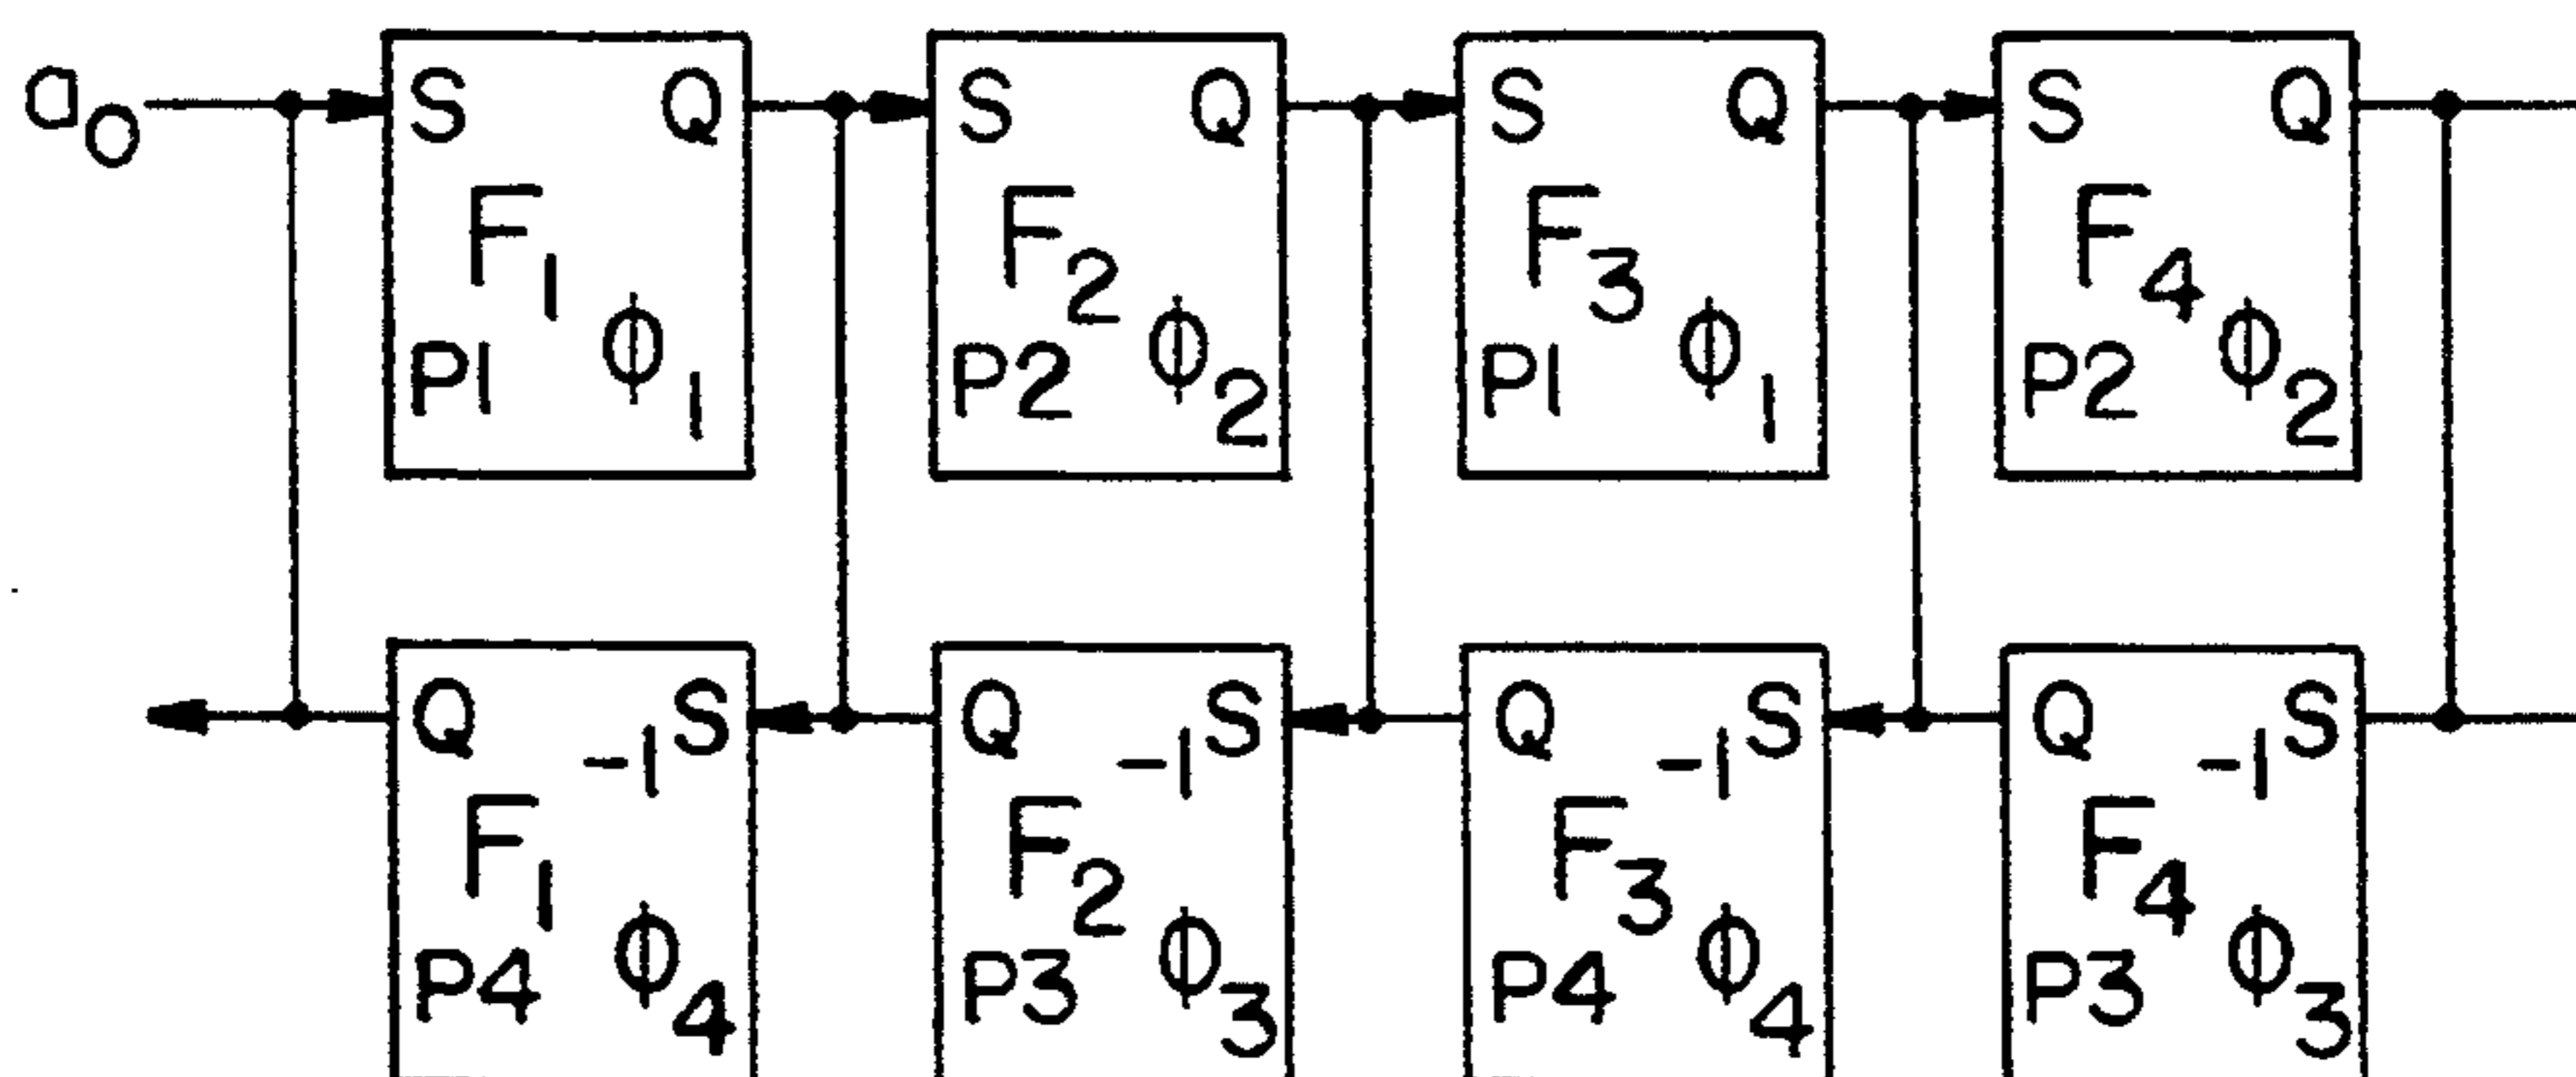 a₀
S Q
F₁
P1 ϕ₁
S Q
F₂
P2 ϕ₂
S Q
F₃
P1 ϕ₁
S Q
F₄
P2 ϕ₂
Q S
F₁⁻¹
P4 ϕ₄
Q S
F₂⁻¹
P3 ϕ₃
Q S
F₃⁻¹
P4 ϕ₄
Q S
F₄⁻¹
P3 ϕ₃